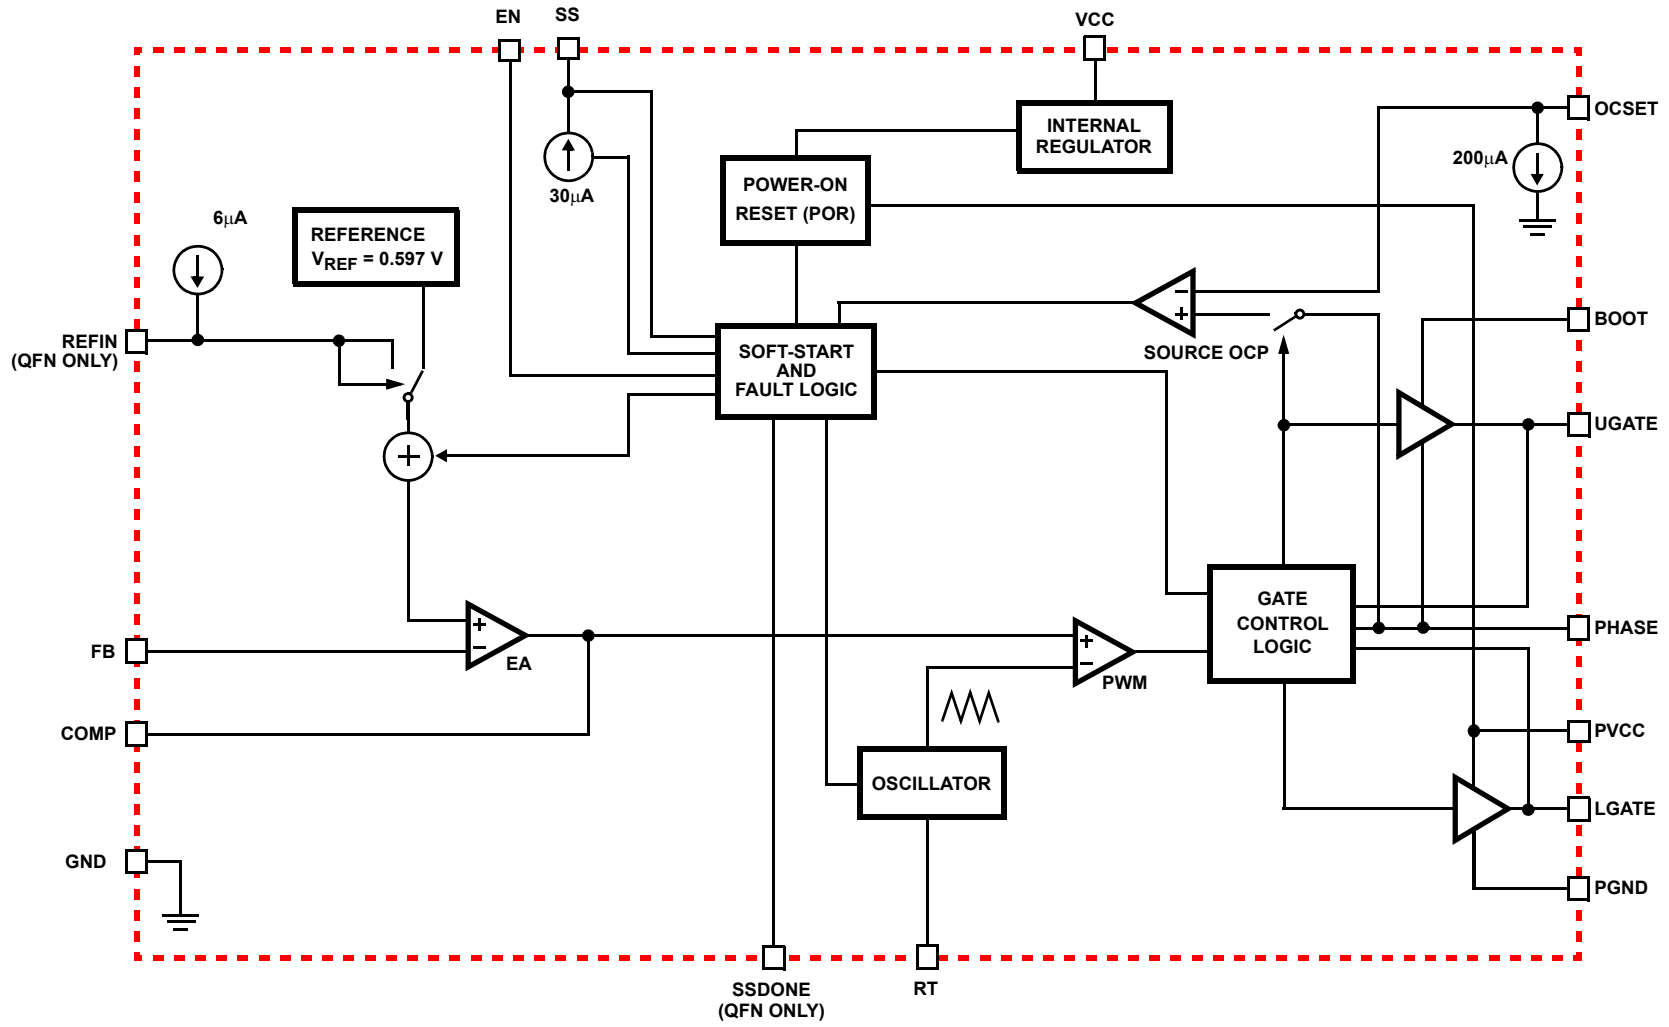 EN
SS
VCC
OCSET
INTERNAL
REGULATOR
200µA
POWER-ON
RESET (POR)
30µA
6µA
REFERENCE
VREF = 0.597 V
REFIN
(QFN ONLY)
BOOT
SOFT-START
AND
FAULT LOGIC
−
+
SOURCE OCP
UGATE
+
GATE
CONTROL
LOGIC
PHASE
+
−
EA
FB
+
−
PWM
COMP
PVCC
OSCILLATOR
LGATE
GND
PGND
SSDONE
(QFN ONLY)
RT